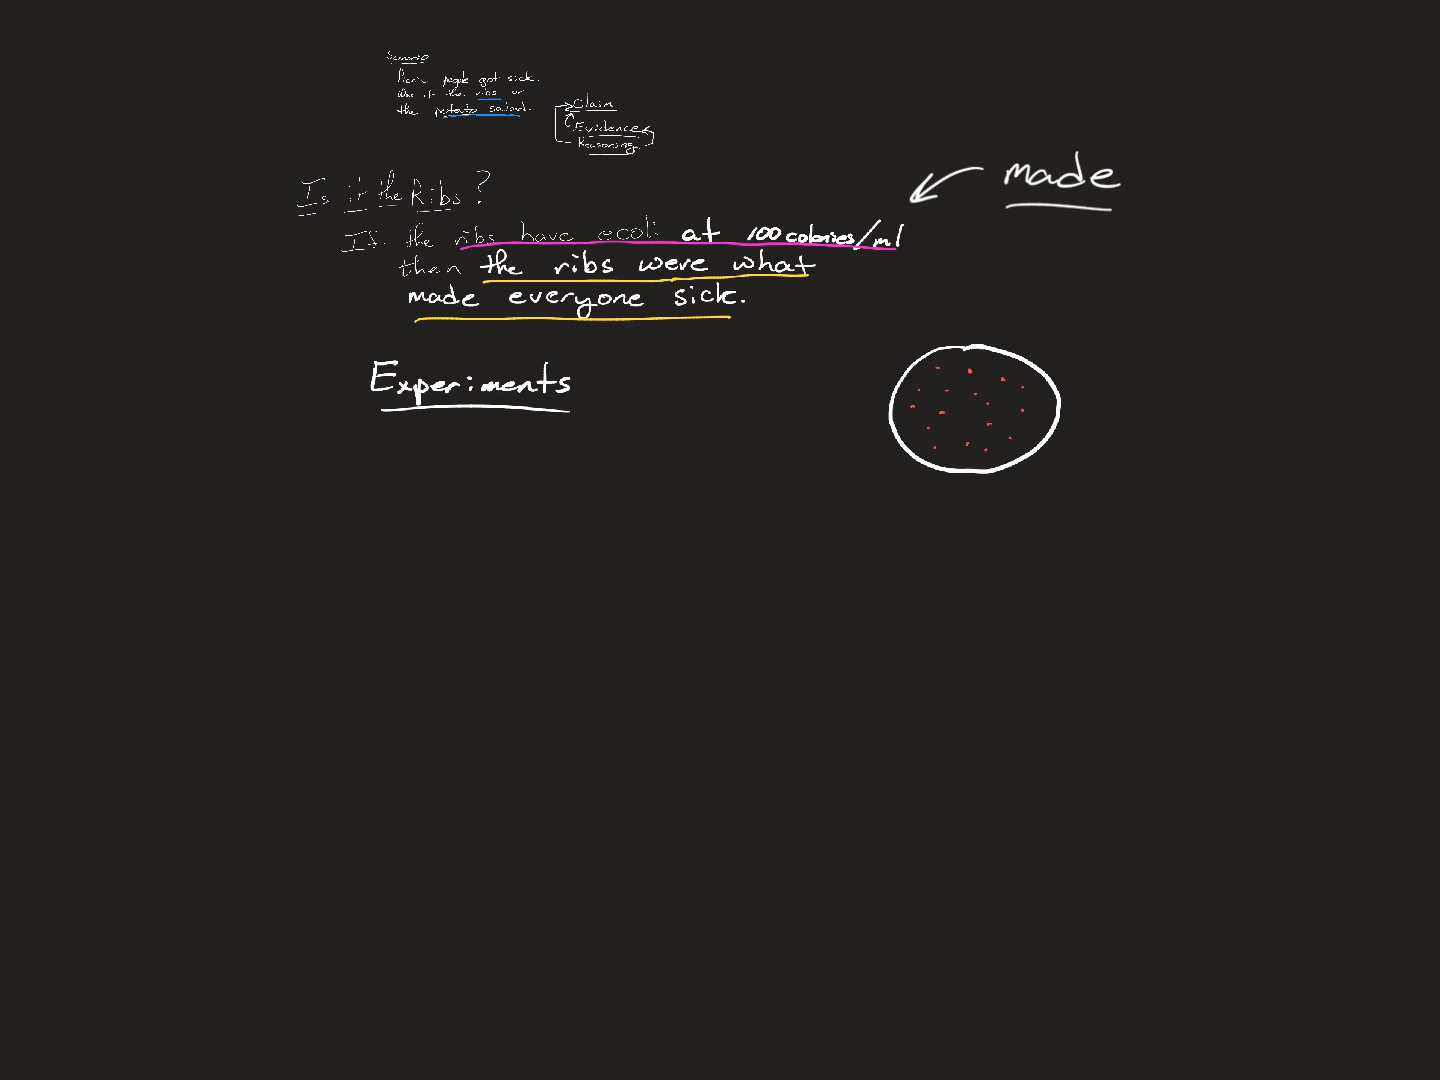 Scenario
Picnic people got sick.
Was it the ribs or
the potato salad.
Claim
Evidence
Reasoning
made
Is it the Ribs?
If the ribs have ecoli at 100 colonies/ml
then the ribs were what
made everyone sick.
Experiments